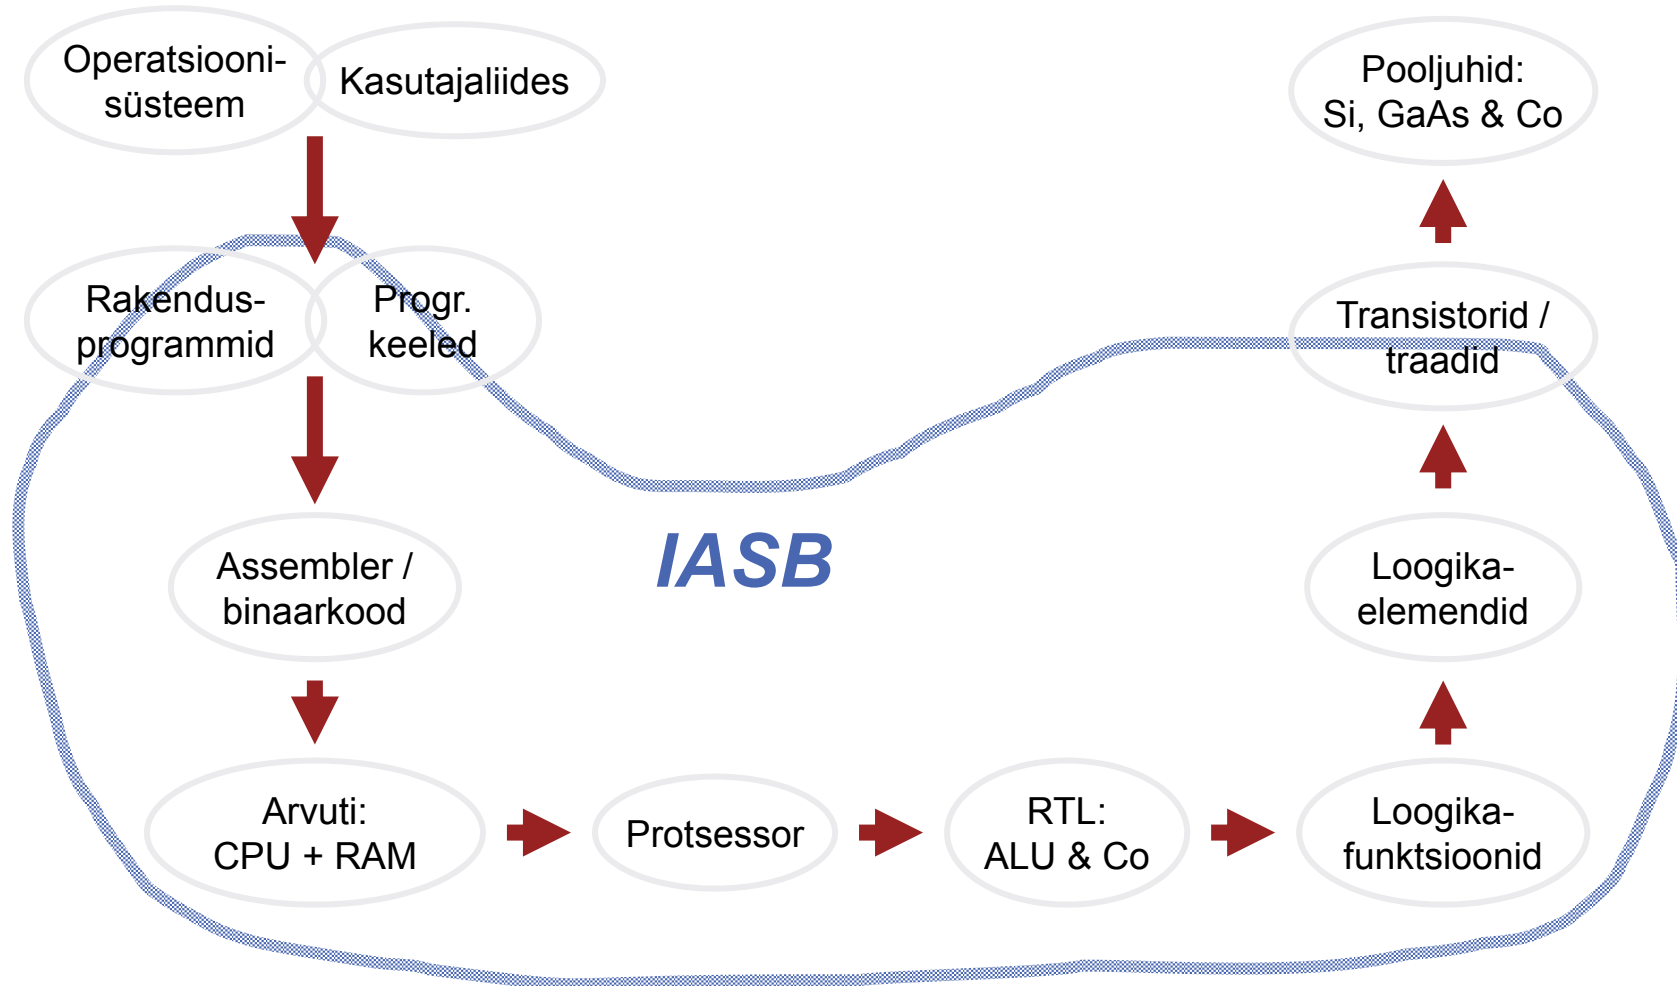 Operatsiooni-
süsteem
Kasutajaliides
Rakendus-
programmid
Progr.
keeled
Assembler /
binaarkood
Arvuti:
CPU + RAM
Protsessor
RTL:
ALU & Co
Loogika-
funktsioonid
Loogika-
elemendid
Transistorid /
traadid
Pooljuhid:
Si, GaAs & Co
IASB